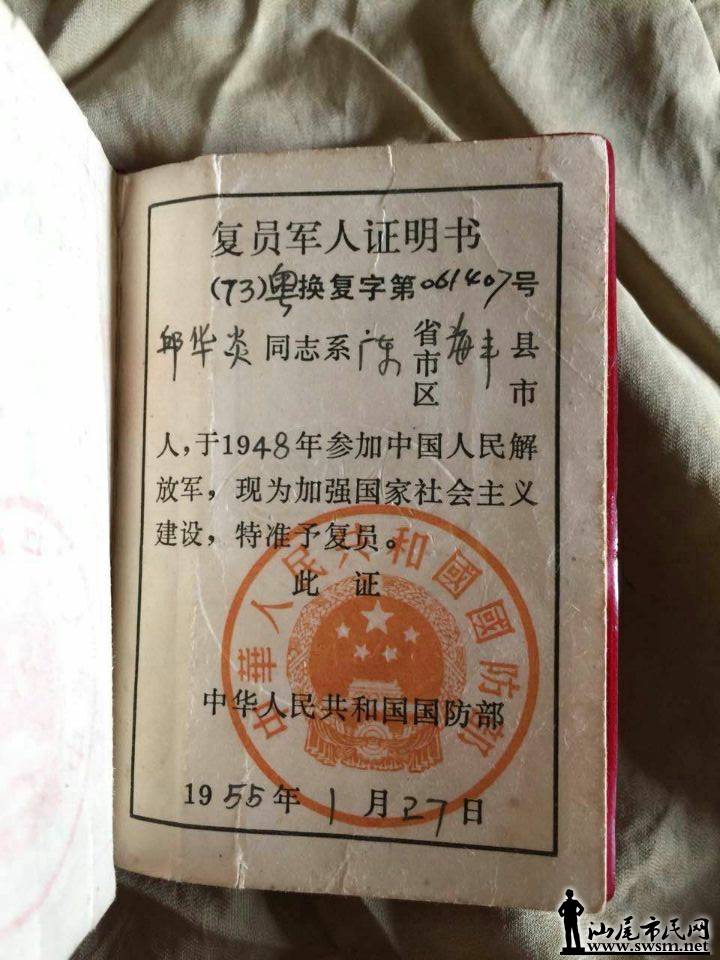 复员军人证明书
(73)粤换复字第061407号
邱华炎同志系广东省市区海丰县市
人，于1948年参加中国人民解
放军，现为加强国家社会主义
建设，特准予复员。
此证
中華人民共和國國防部
中华人民共和国国防部
1955年1月27日
汕尾市民网
www.swsm.net